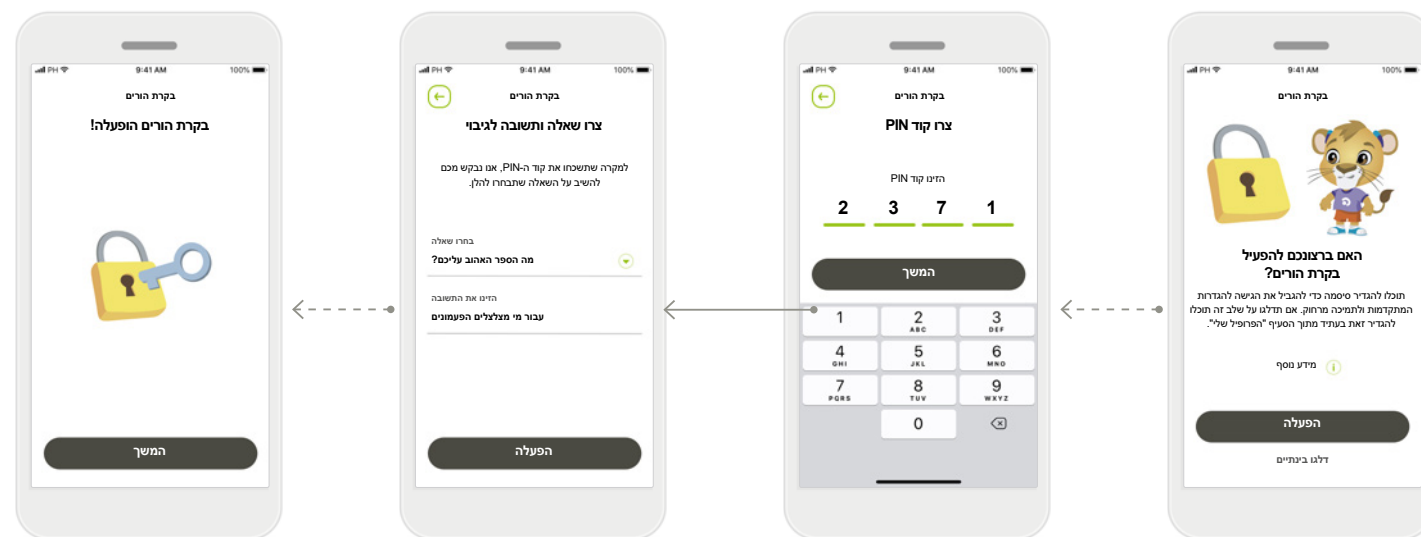 PH 9:41 AM 100%
בקרת הורים
האם ברצונכם להפעיל
בקרת הורים?
תוכלו להגדיר סיסמה כדי להגביל את הגישה להגדרות
המתקדמות ולתמיכה מרחוק. אם תדלגו על שלב זה תוכלו
להגדיר זאת בעתיד מתוך הסעיף "הפרופיל שלי".
מידע נוסף
הפעלה
דלגו בינתיים
PH 9:41 AM 100%
בקרת הורים
צרו קוד PIN
הזינו קוד PIN
2 3 7 1
המשך
1 2 3
ABC DEF
4 5 6
GHI JKL MNO
7 8 9
PQRS TUV WXYZ
0
PH 9:41 AM 100%
בקרת הורים
צרו שאלה ותשובה לגיבוי
למקרה שתשכחו את קוד ה-PIN, אנו נבקש מכם
להשיב על השאלה שתבחרו להלן.
בחרו שאלה
מה הספר האהוב עליכם?
הזינו את התשובה
עבור מי מצלצלים הפעמונים
הפעלה
PH 9:41 AM 100%
בקרת הורים
בקרת הורים הופעלה!
המשך